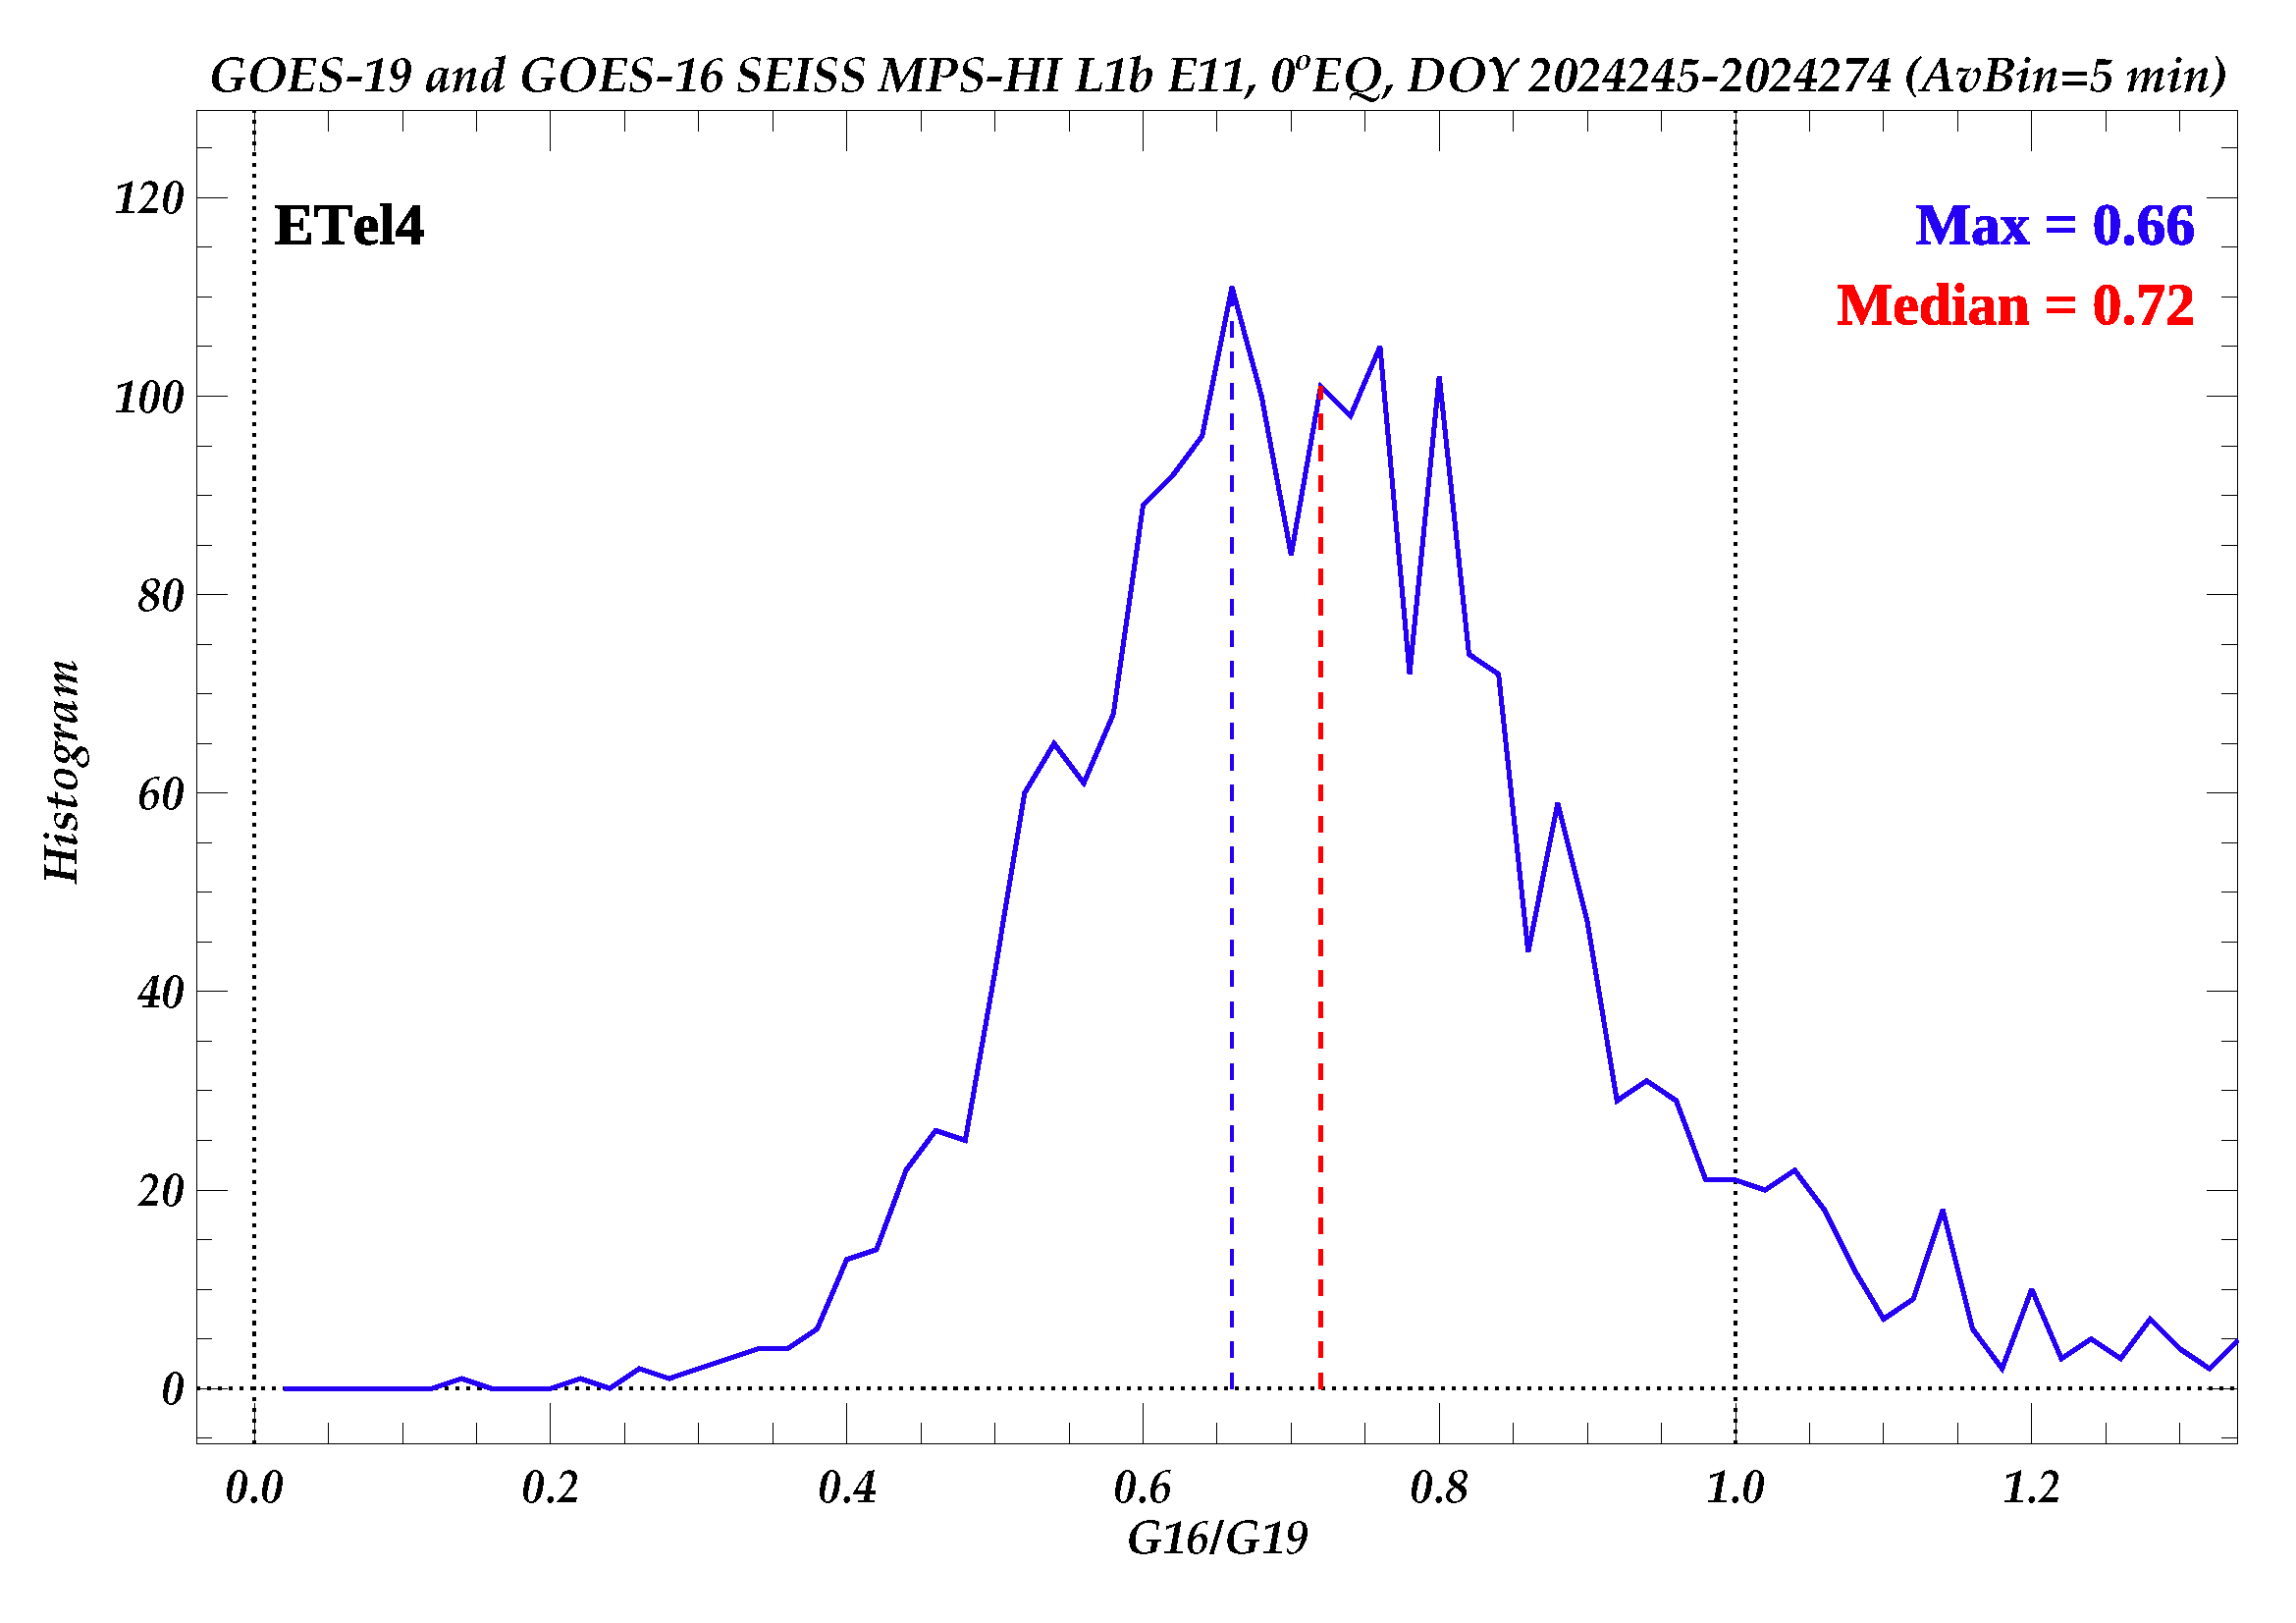 GOES-19 and GOES-16 SEISS MPS-HI L1b E11, 0ºEQ, DOY 2024245-2024274 (AvBin=5 min)
ETel4
Max = 0.66
Median = 0.72
120
100
80
60
40
20
0
Histogram
0.0 0.2 0.4 0.6 0.8 1.0 1.2
G16/G19